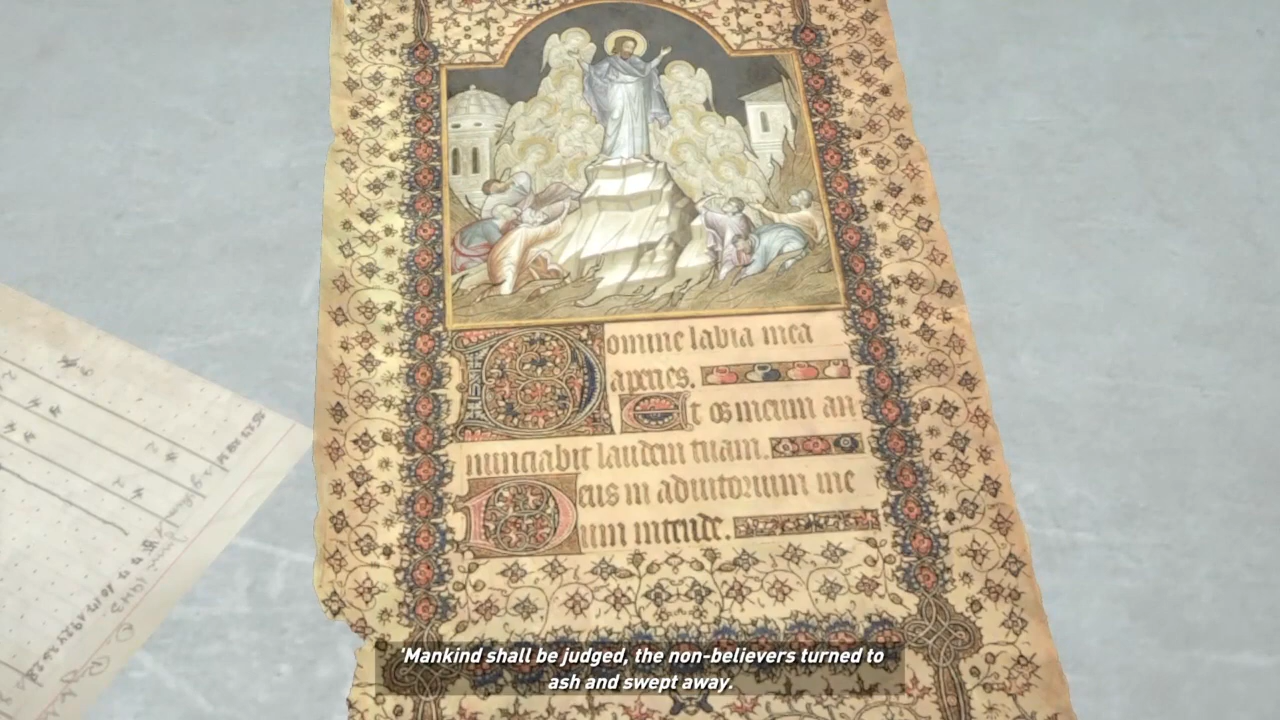 Domine labia mea
aperies.
Et os meum an
nunciabit laudem tuam.
Deus in adiutorium me
um intende.
'Mankind shall be judged, the non-believers turned to
ash and swept away.